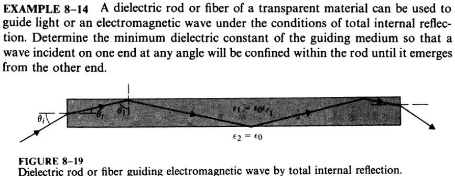 EXAMPLE 8–14 A dielectric rod or fiber of a transparent material can be used to
guide light or an electromagnetic wave under the conditions of total internal reflec-
tion. Determine the minimum dielectric constant of the guiding medium so that a
wave incident on one end at any angle will be confined within the rod until it emerges
from the other end.
θi
θt
θ1
ϵ1 = ϵ0ϵr1
ϵ2 = ϵ0
FIGURE 8–19
Dielectric rod or fiber guiding electromagnetic wave by total internal reflection.